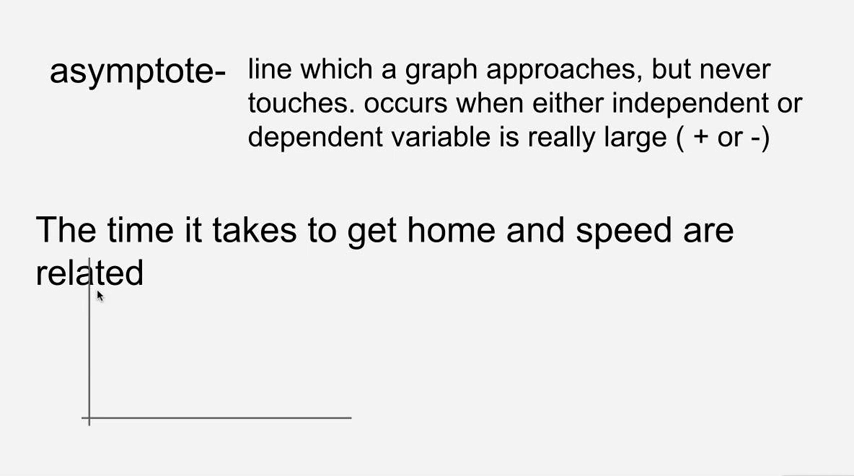 asymptote- line which a graph approaches, but never
touches. occurs when either independent or
dependent variable is really large ( + or -)
The time it takes to get home and speed are
related